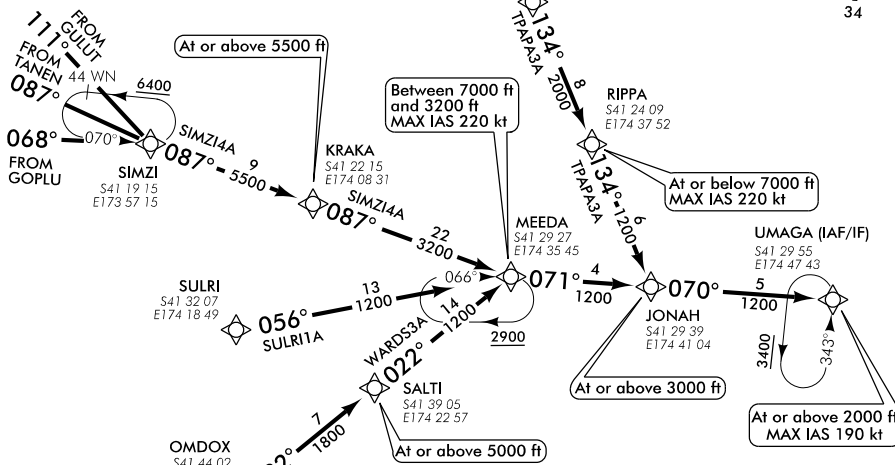 34
FROM
GULUT
111°
FROM
TANEN
087°
44 WN
6400
068°
070°
FROM
GOPLU
SIMZI
S41 19 15
E173 57 15
At or above 5500 ft
SIMZI4A
087°
9
5500
KRAKA
S41 22 15
E174 08 31
SIMZI4A
087°
22
3200
Between 7000 ft
and 3200 ft
MAX IAS 220 kt
134°
TPAPA3A
2000
8
RIPPA
S41 24 09
E174 37 52
134°
TPAPA3A
1200
6
At or below 7000 ft
MAX IAS 220 kt
MEEDA
S41 29 27
E174 35 45
066°
071°
4
1200
2900
UMAGA (IAF/IF)
S41 29 55
E174 47 43
070°
5
1200
JONAH
S41 29 39
E174 41 04
3400
343°
At or above 3000 ft
At or above 2000 ft
MAX IAS 190 kt
SULRI
S41 32 07
E174 18 49
056°
SULRI1A
13
1200
WARDS3A
022°
14
1200
SALTI
S41 39 05
E174 22 57
At or above 5000 ft
7
1800
OMDOX
S41 44 02